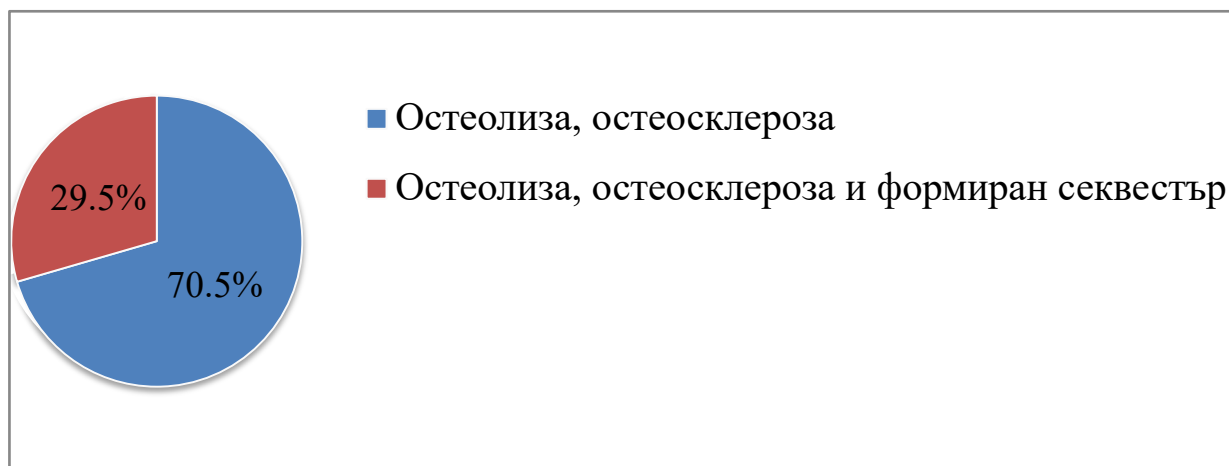 29.5%
70.5%
Остеолиза, остеосклероза
Остеолиза, остеосклероза и формиран секвестър